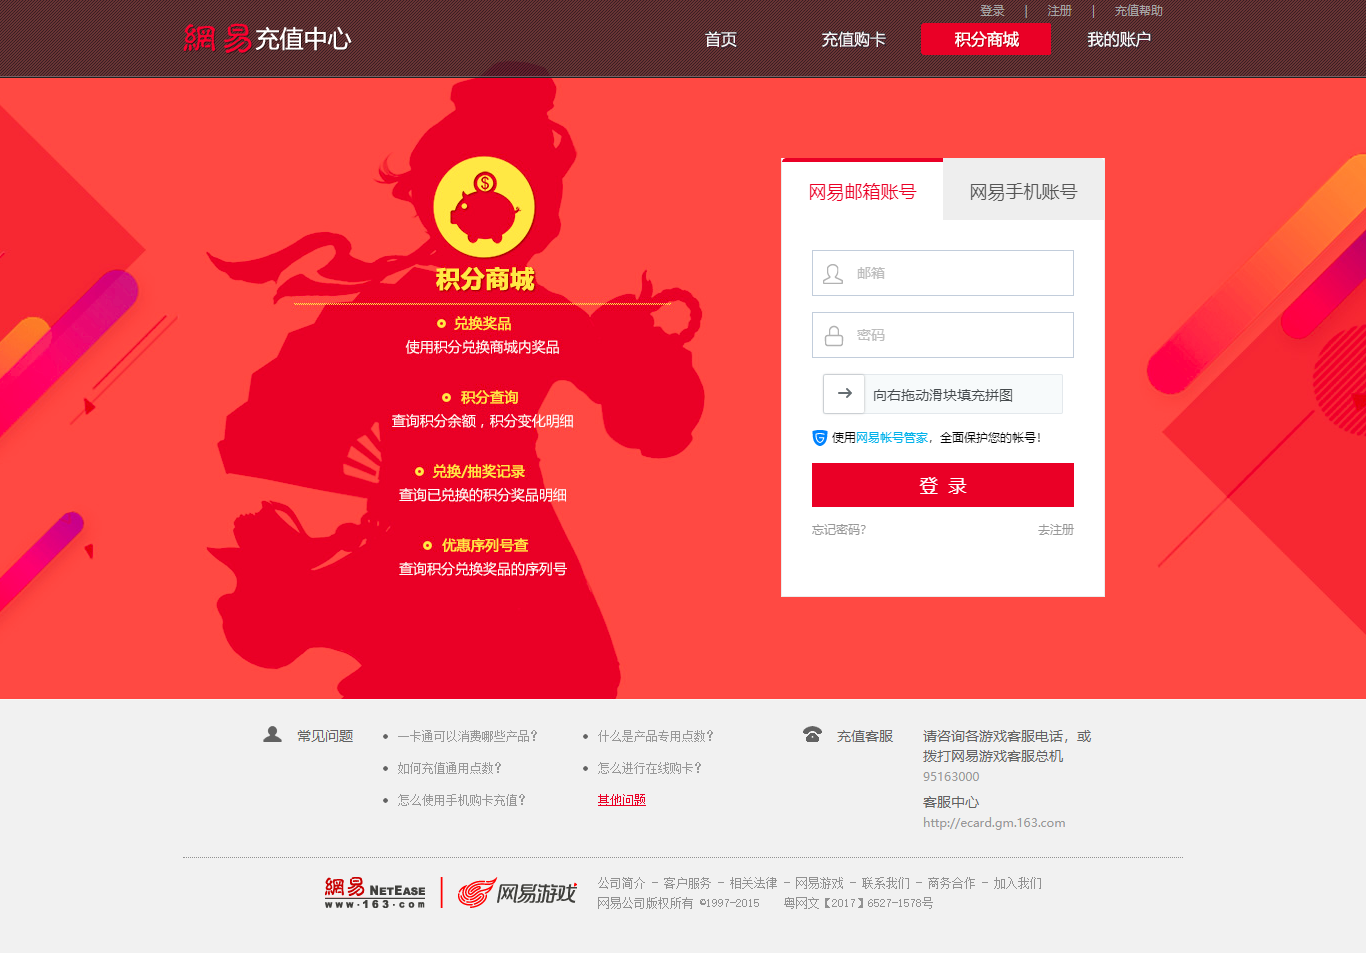 登录 | 注册 | 充值帮助
網易充值中心
首页 充值购卡 积分商城 我的账户
积分商城
兑换奖品
使用积分兑换商城内奖品
积分查询
查询积分余额，积分变化明细
兑换/抽奖记录
查询已兑换的积分奖品明细
优惠序列号查
查询积分兑换奖品的序列号
网易邮箱账号 网易手机账号
邮箱
密码
向右拖动滑块填充拼图
使用网易帐号管家，全面保护您的帐号！
登 录
忘记密码? 去注册
常见问题
一卡通可以消费哪些产品？
什么是产品专用点数？
如何充值通用点数？
怎么进行在线购卡？
怎么使用手机购卡充值？
其他问题
充值客服
请咨询各游戏客服电话，或
拨打网易游戏客服总机
95163000
客服中心
http://ecard.gm.163.com
網易 NETEASE
www.163.com
网易游戏
公司简介 - 客户服务 - 相关法律 - 网易游戏 - 联系我们 - 商务合作 - 加入我们
网易公司版权所有 ©1997-2015 粤网文【2017】6527-1578号